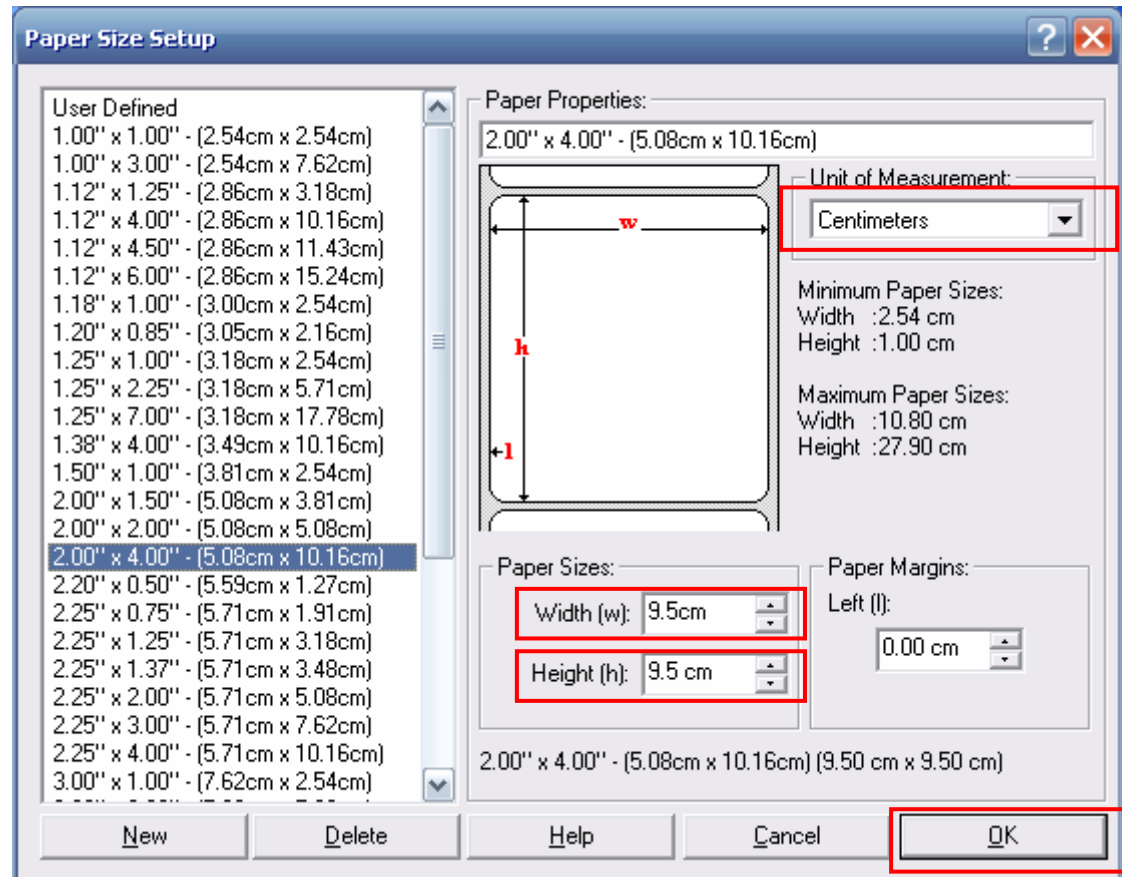 Paper Size Setup
User Defined
1.00" x 1.00" - (2.54cm x 2.54cm)
1.00" x 3.00" - (2.54cm x 7.62cm)
1.12" x 1.25" - (2.86cm x 3.18cm)
1.12" x 4.00" - (2.86cm x 10.16cm)
1.12" x 4.50" - (2.86cm x 11.43cm)
1.12" x 6.00" - (2.86cm x 15.24cm)
1.18" x 1.00" - (3.00cm x 2.54cm)
1.20" x 0.85" - (3.05cm x 2.16cm)
1.25" x 1.00" - (3.18cm x 2.54cm)
1.25" x 2.25" - (3.18cm x 5.71cm)
1.25" x 7.00" - (3.18cm x 17.78cm)
1.38" x 4.00" - (3.49cm x 10.16cm)
1.50" x 1.00" - (3.81cm x 2.54cm)
2.00" x 1.50" - (5.08cm x 3.81cm)
2.00" x 2.00" - (5.08cm x 5.08cm)
2.00" x 4.00" - (5.08cm x 10.16cm)
2.20" x 0.50" - (5.59cm x 1.27cm)
2.25" x 0.75" - (5.71cm x 1.91cm)
2.25" x 1.25" - (5.71cm x 3.18cm)
2.25" x 1.37" - (5.71cm x 3.48cm)
2.25" x 2.00" - (5.71cm x 5.08cm)
2.25" x 3.00" - (5.71cm x 7.62cm)
2.25" x 4.00" - (5.71cm x 10.16cm)
3.00" x 1.00" - (7.62cm x 2.54cm)
Paper Properties:
2.00" x 4.00" - (5.08cm x 10.16cm)
w
h
l
Unit of Measurement:
Centimeters
Minimum Paper Sizes:
Width :2.54 cm
Height :1.00 cm
Maximum Paper Sizes:
Width :10.80 cm
Height :27.90 cm
Paper Sizes:
Width (w): 9.5cm
Height (h): 9.5 cm
Paper Margins:
Left (l):
0.00 cm
2.00" x 4.00" - (5.08cm x 10.16cm) (9.50 cm x 9.50 cm)
New
Delete
Help
Cancel
OK